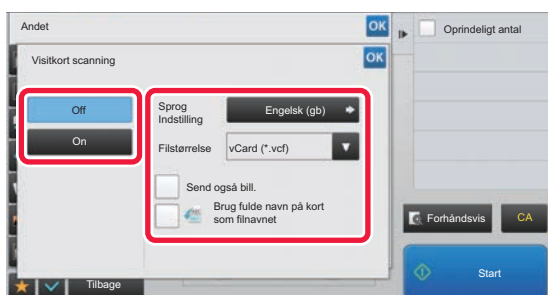 Andet
OK
Oprindeligt antal
Visitkort scanning
OK
Off
On
Sprog
Indstilling
Engelsk (gb)
Filstørrelse
vCard (*.vcf)
Send også bill.
Brug fulde navn på kort
som filnavnet
Forhåndsvis
CA
Tilbage
Start